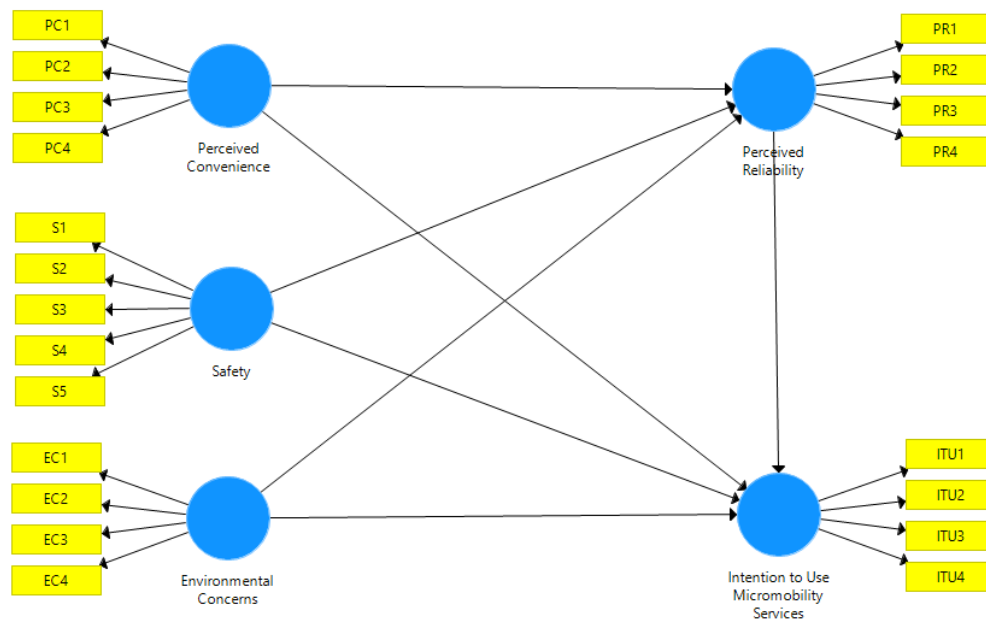 PC1
PC2
PC3
PC4
Perceived
Convenience
PR1
PR2
PR3
PR4
Perceived
Reliability
S1
S2
S3
S4
S5
Safety
EC1
EC2
EC3
EC4
Environmental
Concerns
ITU1
ITU2
ITU3
ITU4
Intention to Use
Micromobility
Services